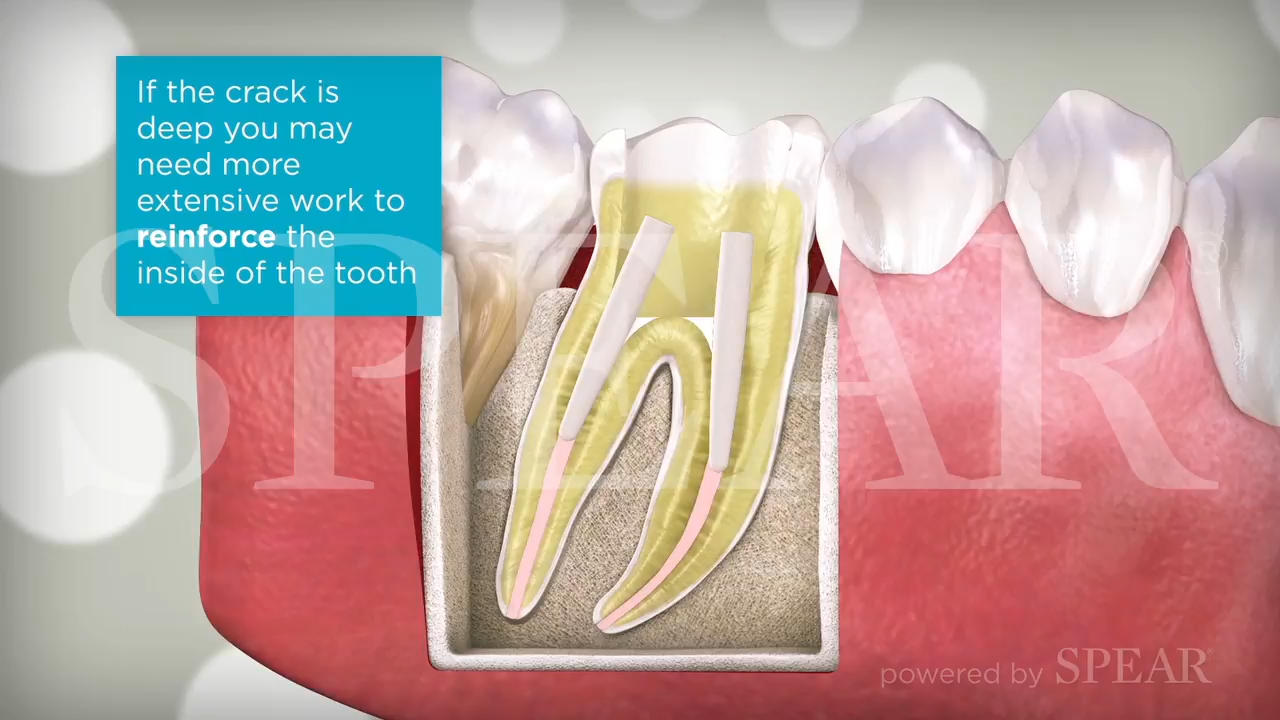 If the crack is
deep you may
need more
extensive work to
reinforce the
inside of the tooth
SPEAR®
powered by SPEAR®